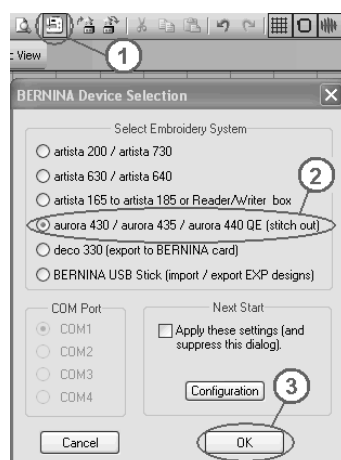 : View
1
BERNINA Device Selection
Select Embroidery System
artista 200 / artista 730
artista 630 / artista 640
2
artista 165 to artista 185 or Reader/Writer box
aurora 430 / aurora 435 / aurora 440 QE (stitch out)
deco 330 (export to BERNINA card)
BERNINA USB Stick (import / export EXP designs)
COM Port
COM1
COM2
COM3
COM4
Next Start
Apply these settings (and
suppress this dialog).
Configuration
3
Cancel
OK